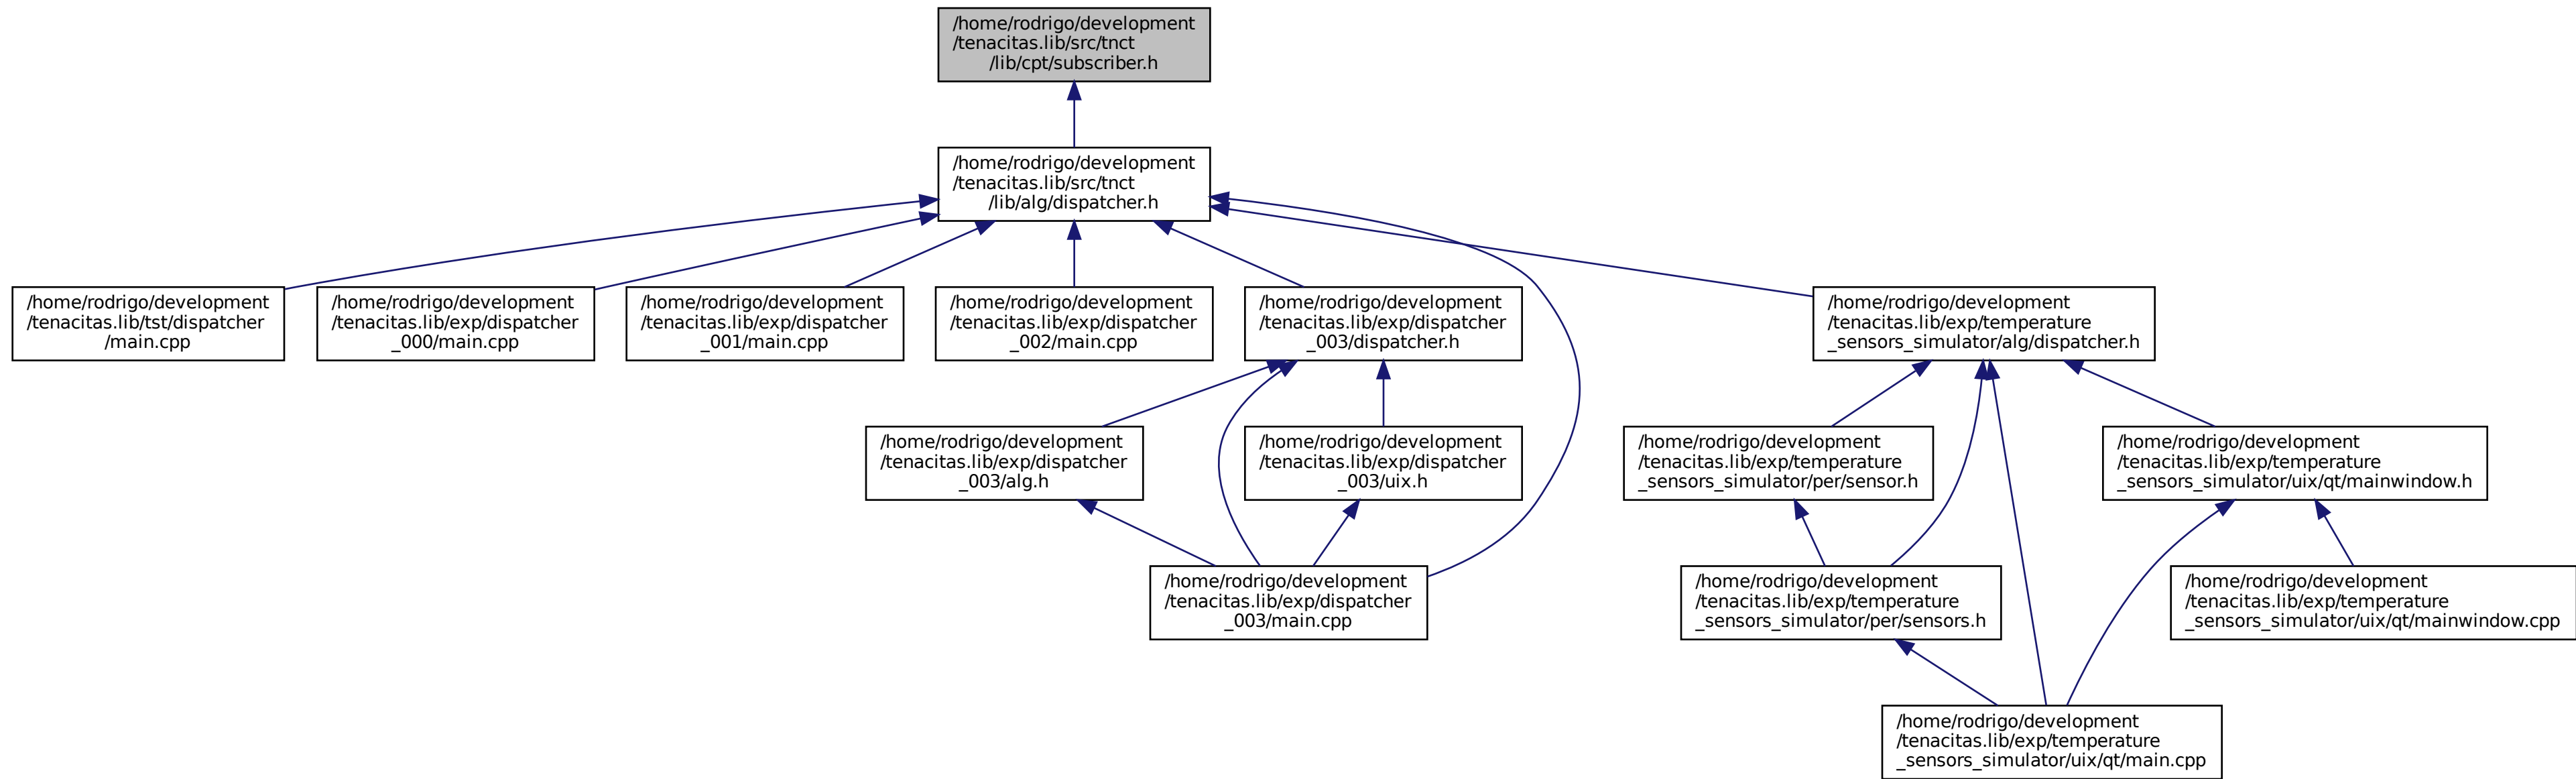 /home/rodrigo/development
/tenacitas.lib/src/tnct
/lib/cpt/subscriber.h
/home/rodrigo/development
/tenacitas.lib/src/tnct
/lib/alg/dispatcher.h
/home/rodrigo/development
/tenacitas.lib/tst/dispatcher
/main.cpp
/home/rodrigo/development
/tenacitas.lib/exp/dispatcher
_000/main.cpp
/home/rodrigo/development
/tenacitas.lib/exp/dispatcher
_001/main.cpp
/home/rodrigo/development
/tenacitas.lib/exp/dispatcher
_002/main.cpp
/home/rodrigo/development
/tenacitas.lib/exp/dispatcher
_003/dispatcher.h
/home/rodrigo/development
/tenacitas.lib/exp/temperature
_sensors_simulator/alg/dispatcher.h
/home/rodrigo/development
/tenacitas.lib/exp/dispatcher
_003/alg.h
/home/rodrigo/development
/tenacitas.lib/exp/dispatcher
_003/uix.h
/home/rodrigo/development
/tenacitas.lib/exp/temperature
_sensors_simulator/per/sensor.h
/home/rodrigo/development
/tenacitas.lib/exp/temperature
_sensors_simulator/uix/qt/mainwindow.h
/home/rodrigo/development
/tenacitas.lib/exp/dispatcher
_003/main.cpp
/home/rodrigo/development
/tenacitas.lib/exp/temperature
_sensors_simulator/per/sensors.h
/home/rodrigo/development
/tenacitas.lib/exp/temperature
_sensors_simulator/uix/qt/mainwindow.cpp
/home/rodrigo/development
/tenacitas.lib/exp/temperature
_sensors_simulator/uix/qt/main.cpp